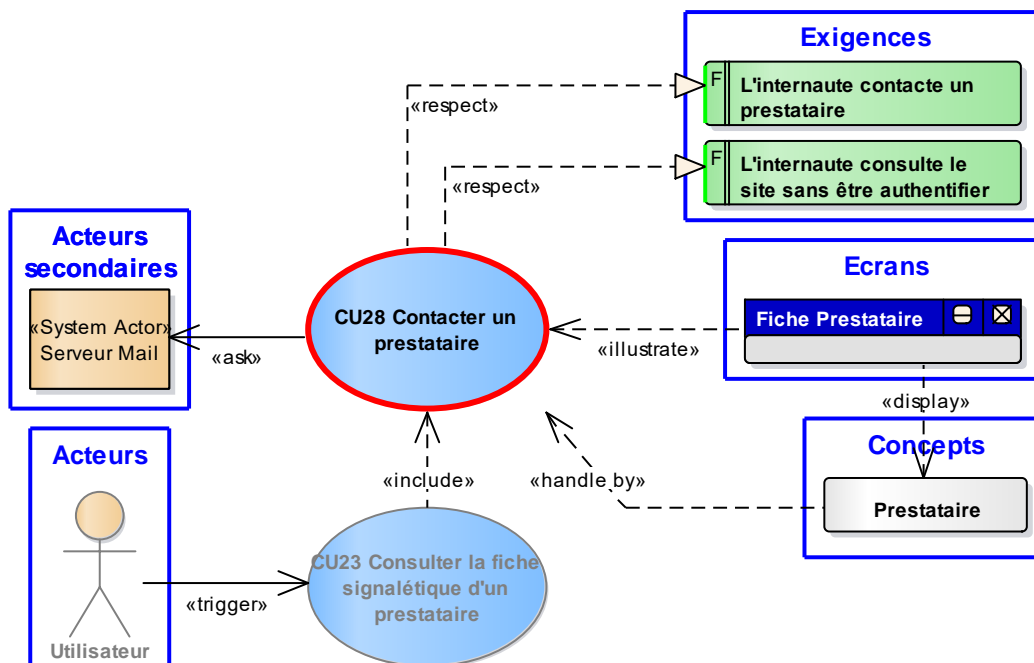 Exigences
F
L'internaute contacte un
prestataire
F
L'internaute consulte le
site sans être authentifier
«respect»
«respect»
Acteurs
secondaires
«System Actor»
Serveur Mail
«ask»
CU28 Contacter un
prestataire
Ecrans
Fiche Prestataire
«illustrate»
«display»
Concepts
Prestataire
«handle by»
«include»
Acteurs
Utilisateur
«trigger»
CU23 Consulter la fiche
signalétique d'un
prestataire